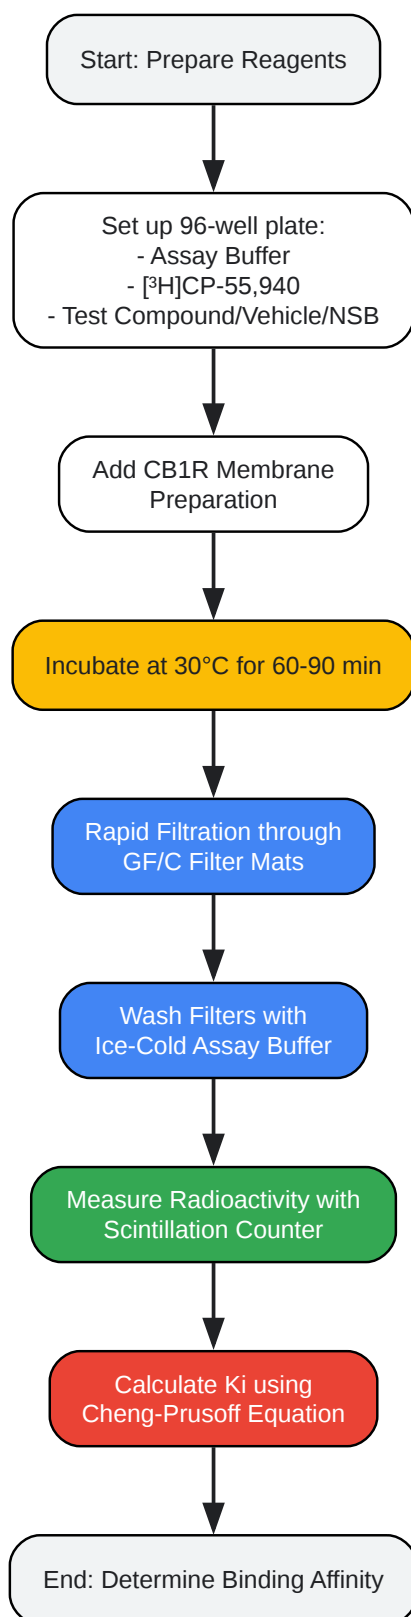 Start: Prepare Reagents
Set up 96-well plate:
- Assay Buffer
- [³H]CP-55,940
- Test Compound/Vehicle/NSB
Add CB1R Membrane
Preparation
Incubate at 30°C for 60-90 min
Rapid Filtration through
GF/C Filter Mats
Wash Filters with
Ice-Cold Assay Buffer
Measure Radioactivity with
Scintillation Counter
Calculate Ki using
Cheng-Prusoff Equation
End: Determine Binding Affinity